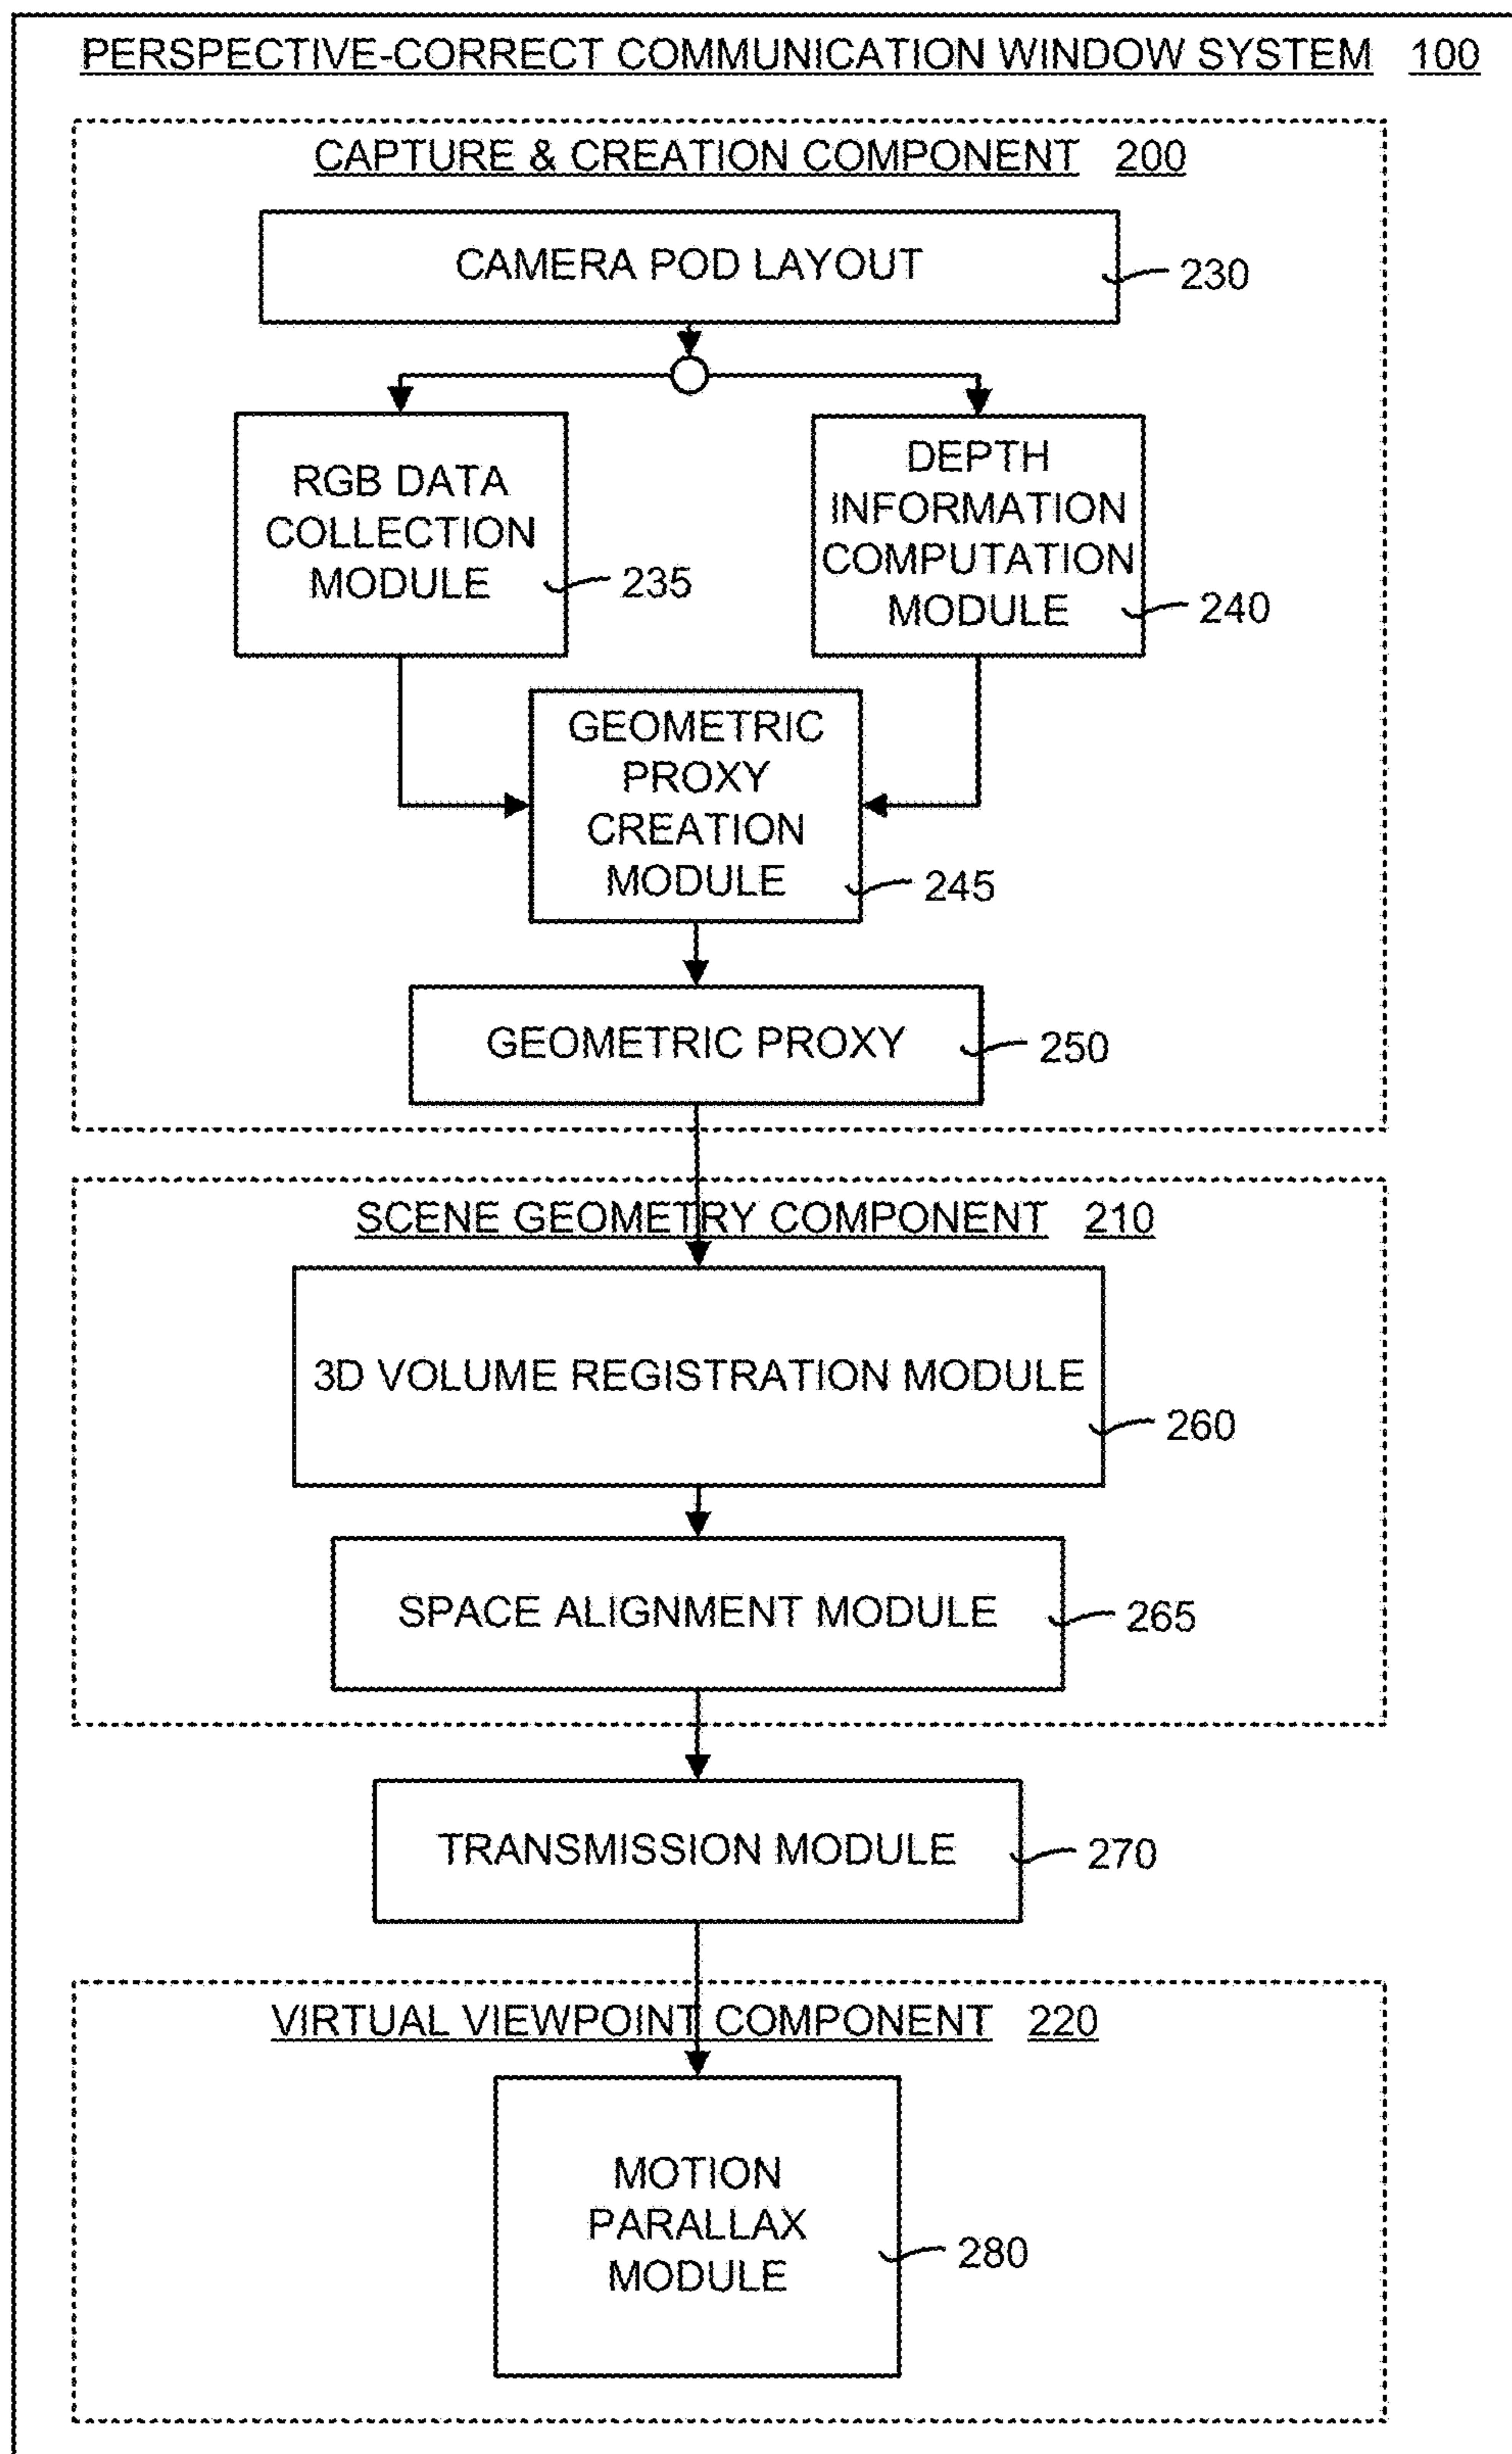 PERSPECTIVE-CORRECT COMMUNICATION WINDOW SYSTEM 100
CAPTURE & CREATION COMPONENT 200
CAMERA POD LAYOUT
230
RGB DATA
COLLECTION
MODULE
235
DEPTH
INFORMATION
COMPUTATION
MODULE
240
GEOMETRIC
PROXY
CREATION
MODULE
245
GEOMETRIC PROXY
250
SCENE GEOMETRY COMPONENT 210
3D VOLUME REGISTRATION MODULE
260
SPACE ALIGNMENT MODULE
265
TRANSMISSION MODULE
270
VIRTUAL VIEWPOINT COMPONENT 220
MOTION
PARALLAX
MODULE
280